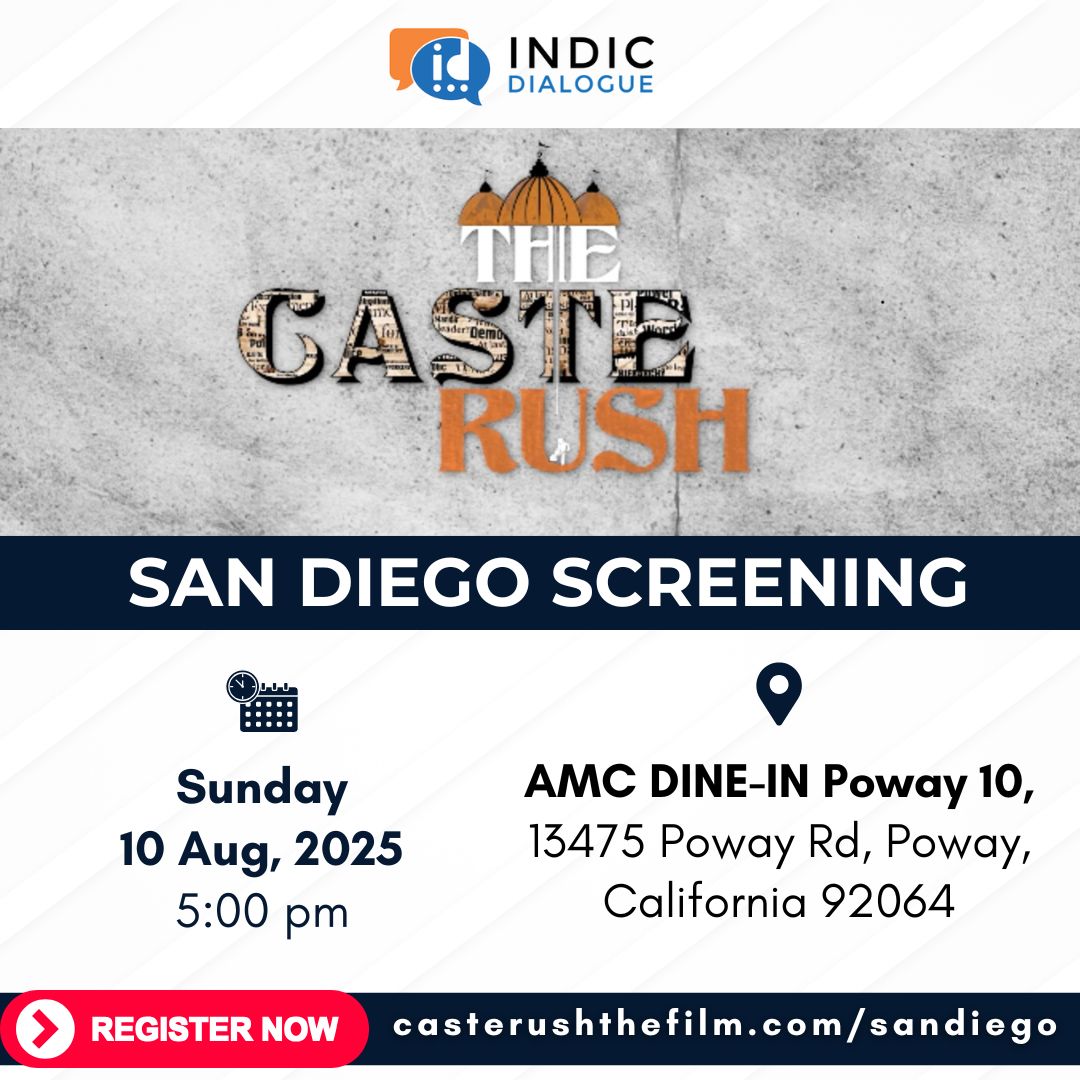 id
INDIC
DIALOGUE
THE
CASTE
RUSH
SAN DIEGO SCREENING
Sunday
10 Aug, 2025
5:00 pm
AMC DINE-IN Poway 10,
13475 Poway Rd, Poway,
California 92064
REGISTER NOW
casterushthefilm.com/sandiego